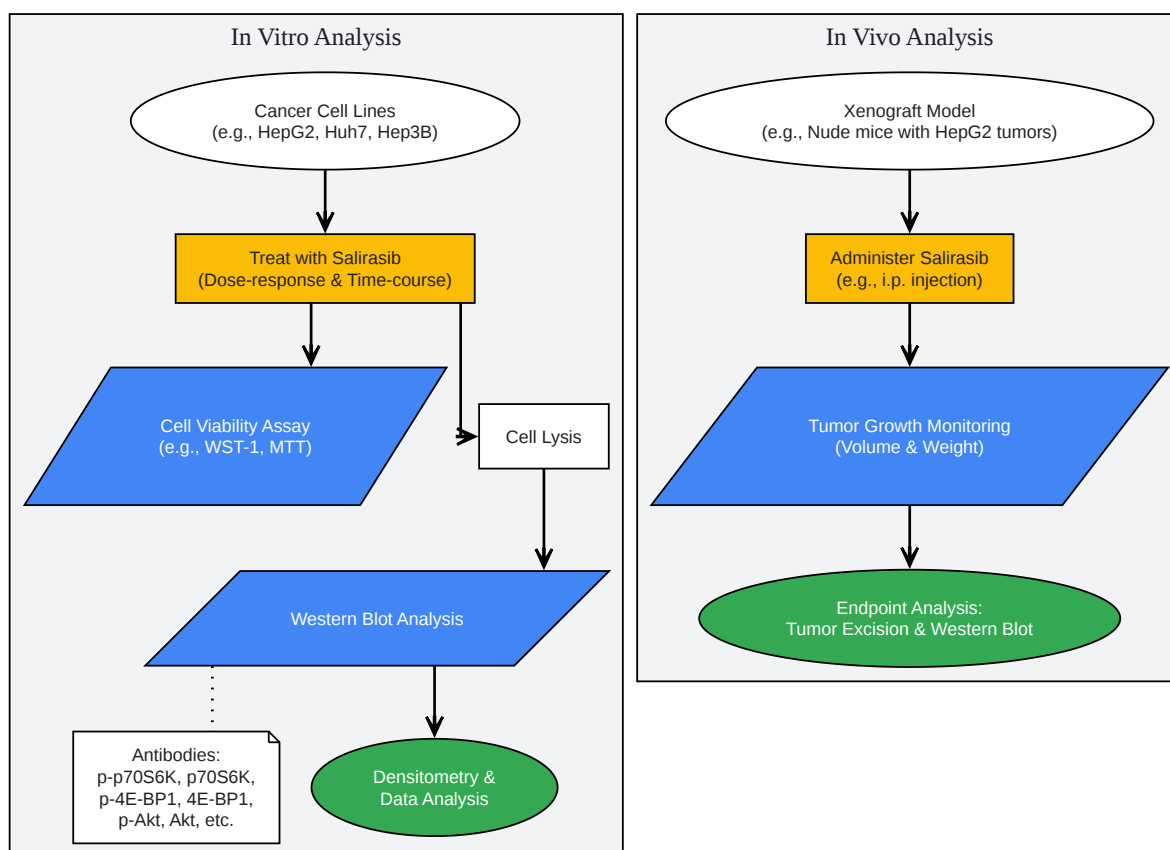 In Vitro Analysis
Cancer Cell Lines
(e.g., HepG2, Huh7, Hep3B)
Treat with Salirasib
(Dose-response & Time-course)
Cell Viability Assay
(e.g., WST-1, MTT)
Cell Lysis
Western Blot Analysis
Antibodies:
p-p70S6K, p70S6K,
p-4E-BP1, 4E-BP1,
p-Akt, Akt, etc.
Densitometry &
Data Analysis
In Vivo Analysis
Xenograft Model
(e.g., Nude mice with HepG2 tumors)
Administer Salirasib
(e.g., i.p. injection)
Tumor Growth Monitoring
(Volume & Weight)
Endpoint Analysis:
Tumor Excision & Western Blot